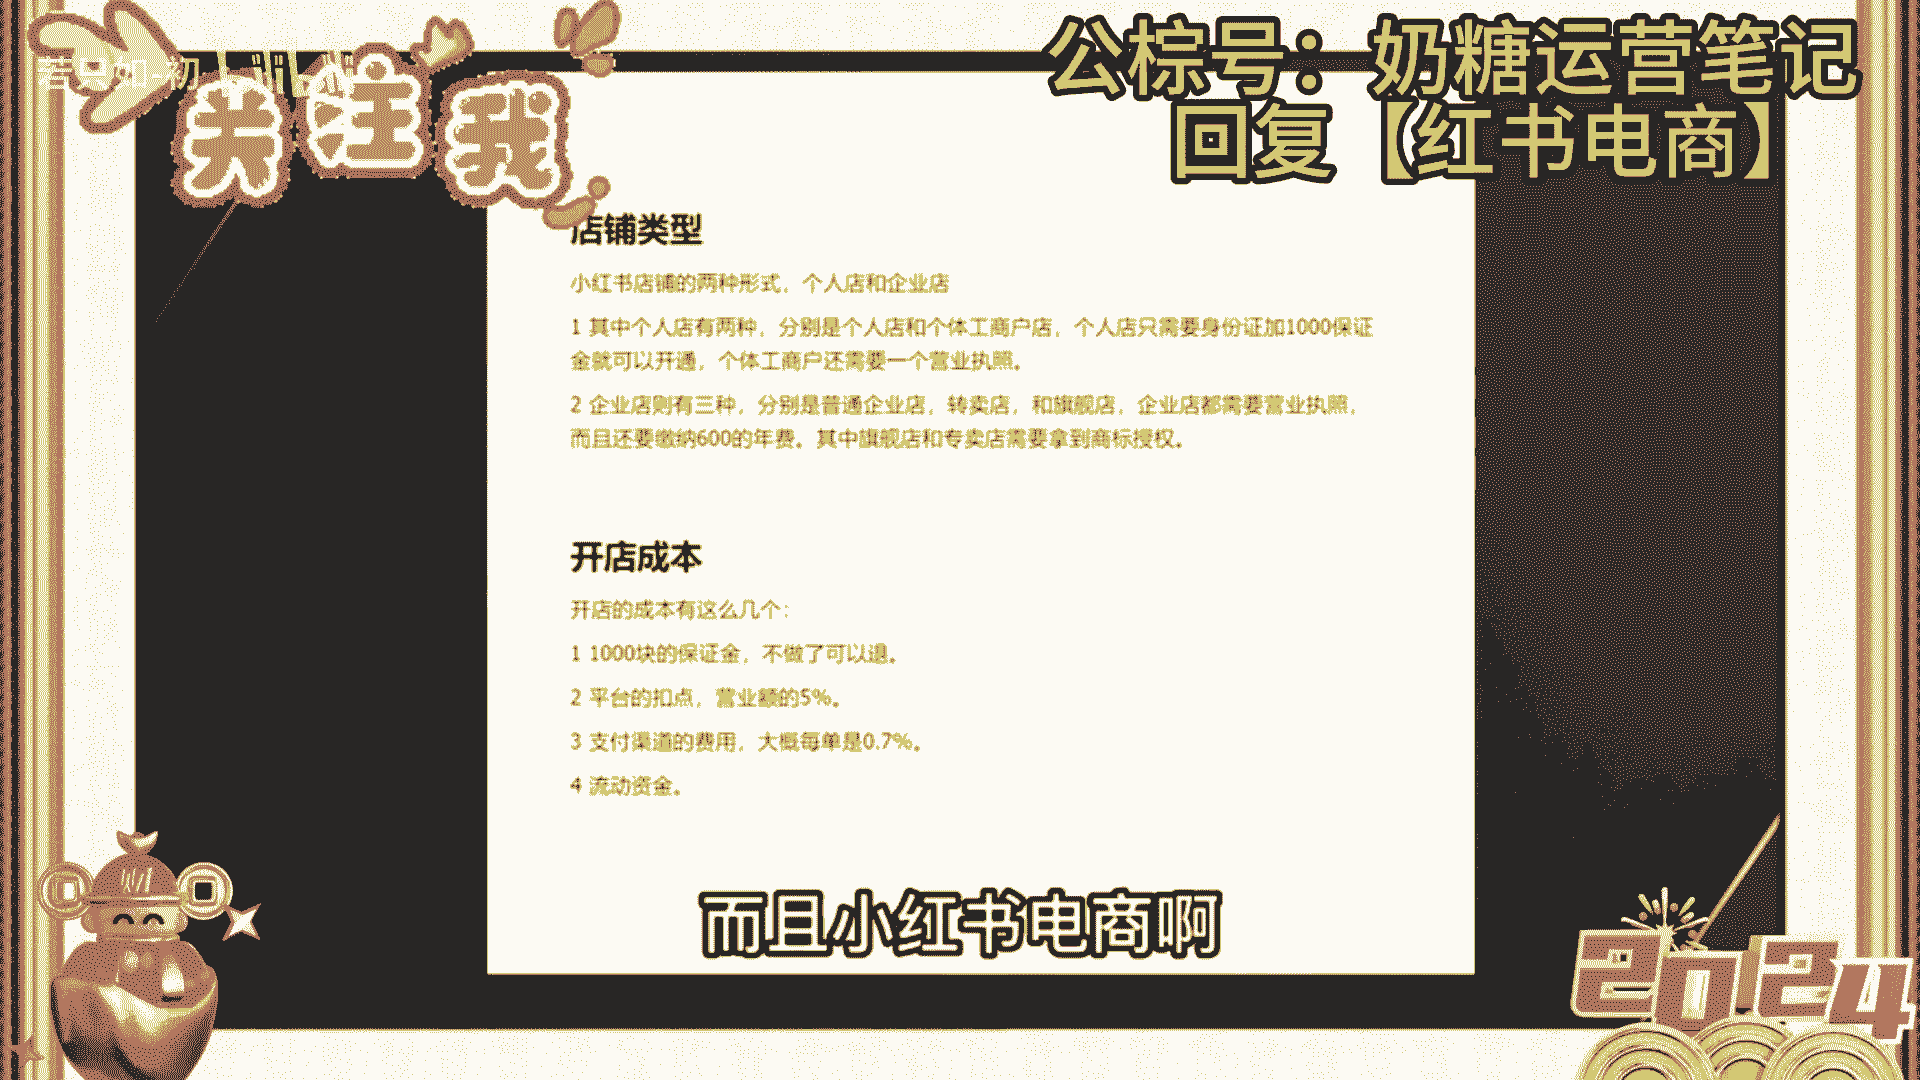 若只如-初
bilibili
关注我
公棕号：奶糖运营笔记
回复【红书电商】
店铺类型
小红书店铺的两种形式，个人店和企业店
1 其中个人店有两种，分别是个人店和个体工商户店，个人店只需要身份证加1000保证
金就可以开通，个体工商户还需要一个营业执照。
2 企业店则有三种，分别是普通企业店，转卖店，和旗舰店，企业店都需要营业执照，
而且还要缴纳600的年费。其中旗舰店和专卖店需要拿到商标授权。
开店成本
开店的成本有这么几个：
1 1000块的保证金，不做了可以退。
2 平台的扣点，营业额的5%。
3 支付渠道的费用，大概每单是0.7%。
4 流动资金。
而且小红书电商啊
财
2024